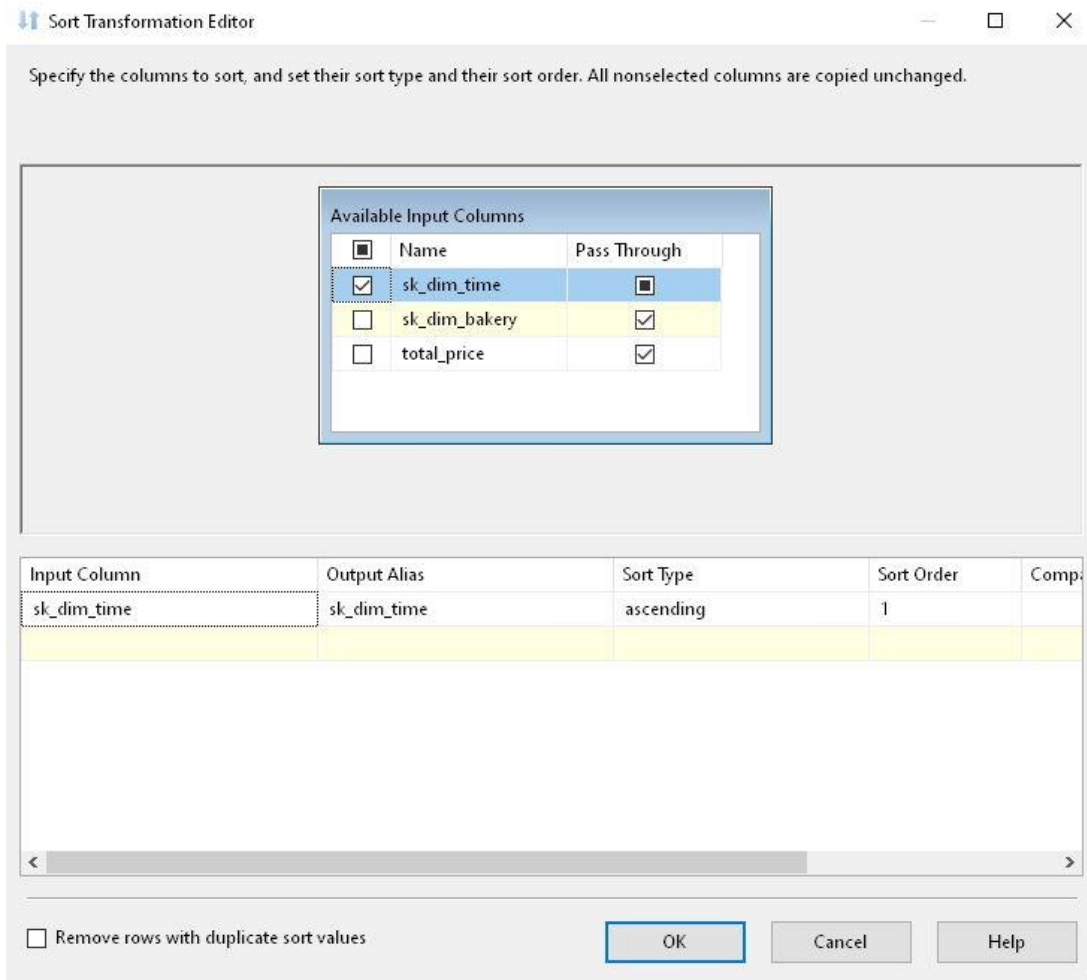 Sort Transformation Editor
Specify the columns to sort, and set their sort type and their sort order. All nonselected columns are copied unchanged.
Available Input Columns
Name Pass Through
sk_dim_time
sk_dim_bakery
total_price
Input Column Output Alias Sort Type Sort Order Compa
sk_dim_time sk_dim_time ascending 1
Remove rows with duplicate sort values OK Cancel Help